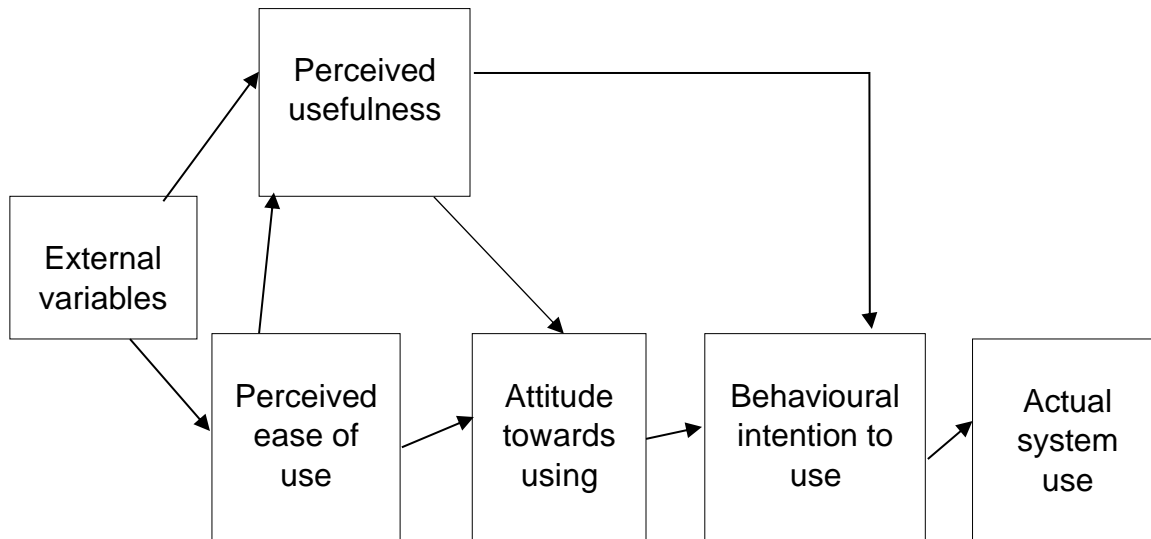 Perceived
usefulness
External
variables
Perceived
ease of
use
Attitude
towards
using
Behavioural
intention to
use
Actual
system
use